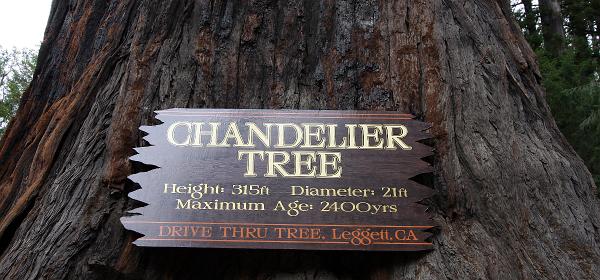 CHANDELIER
TREE
Height: 315ft Diameter: 21ft
Maximum Age: 2400yrs
DRIVE THRU TREE, Leggett, CA